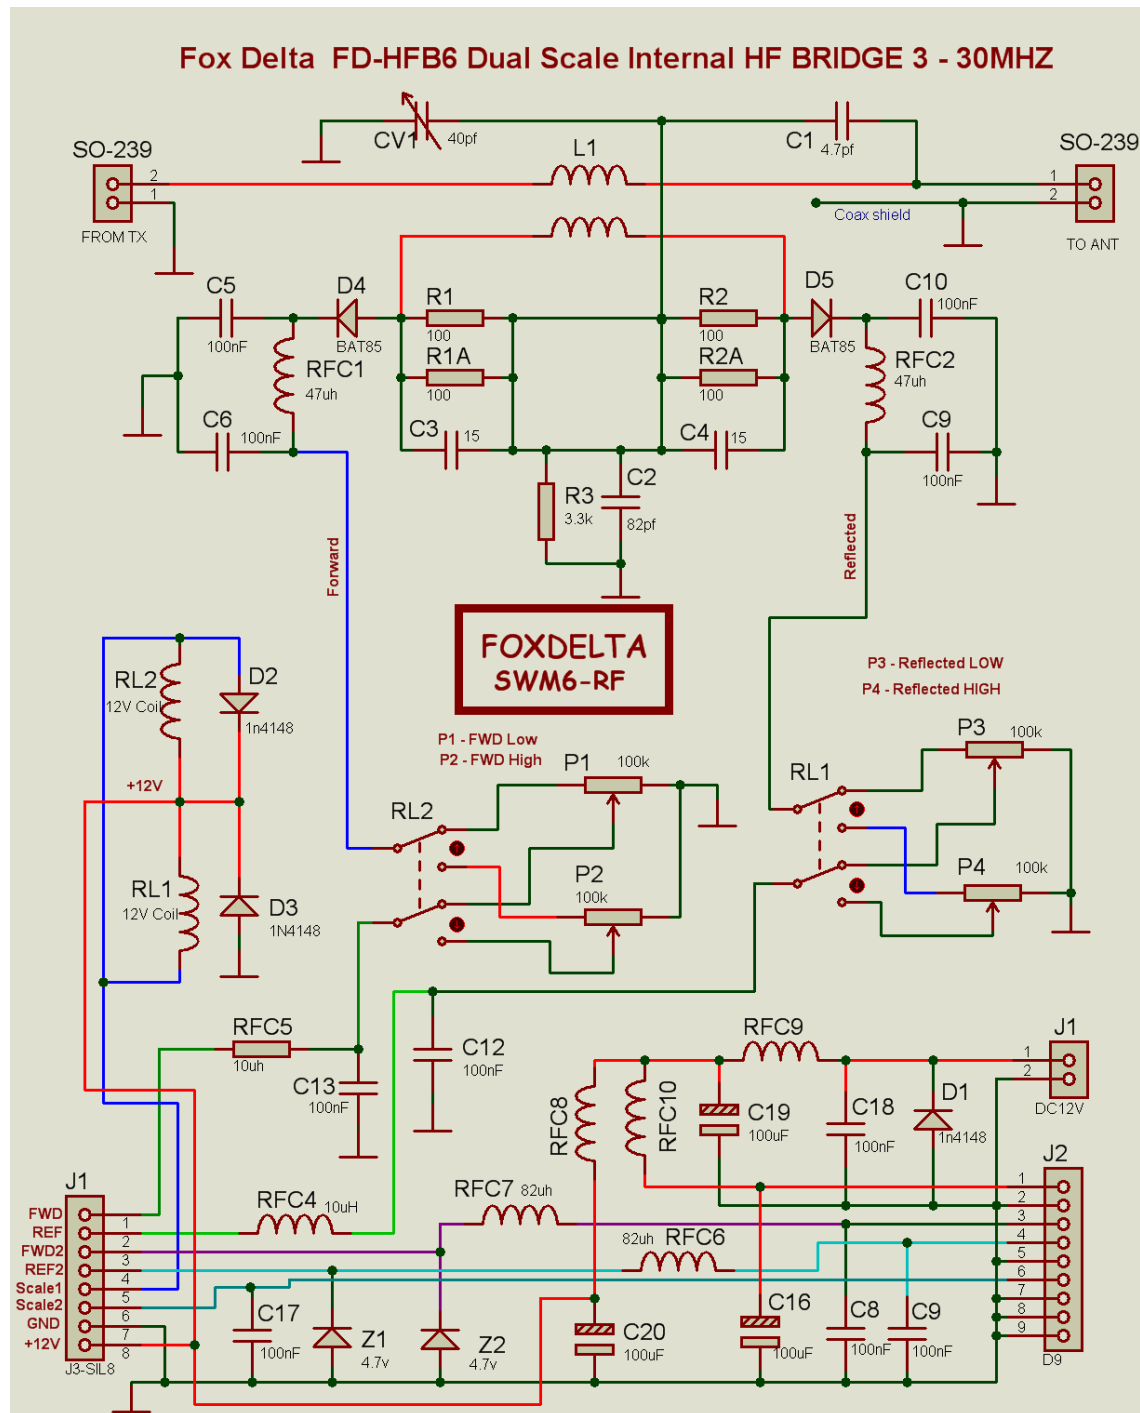 Fox Delta FD-HFB6 Dual Scale Internal HF BRIDGE 3 - 30MHZ
CV1
40pf
C1
4.7pf
SO-239
2
1
FROM TX
L1
SO-239
1
2
Coax shield
TO ANT
C5
100nF
D4
BAT85
R1
100
R2
100
D5
BAT85
C10
100nF
RFC1
47uh
R1A
100
R2A
100
RFC2
47uh
C6
100nF
C3
15
C4
15
C9
100nF
R3
3.3k
C2
82pf
Forward
Reflected
FOXDELTA
SWM6-RF
P3 - Reflected LOW
P4 - Reflected HIGH
RL2
12V Coil
D2
1n4148
P1 - FWD Low
P2 - FWD High
+12V
P1
100k
P3
100k
RL2
RL1
P2
100k
P4
100k
RL1
12V Coil
D3
1N4148
RFC5
10uh
C13
100nF
C12
100nF
RFC9
J1
1
2
DC12V
RFC8
RFC10
C19
100uF
C18
100nF
D1
1n4148
J1
FWD
REF
FWD2
REF2
Scale1
Scale2
GND
+12V
1
2
3
4
5
6
7
8
J3-SIL8
RFC4
10uH
RFC7
82uh
82uh
RFC6
J2
1
2
3
4
5
6
7
8
9
D9
C17
100nF
Z1
4.7v
Z2
4.7v
C20
100uF
C16
100uF
C8
100nF
C9
100nF